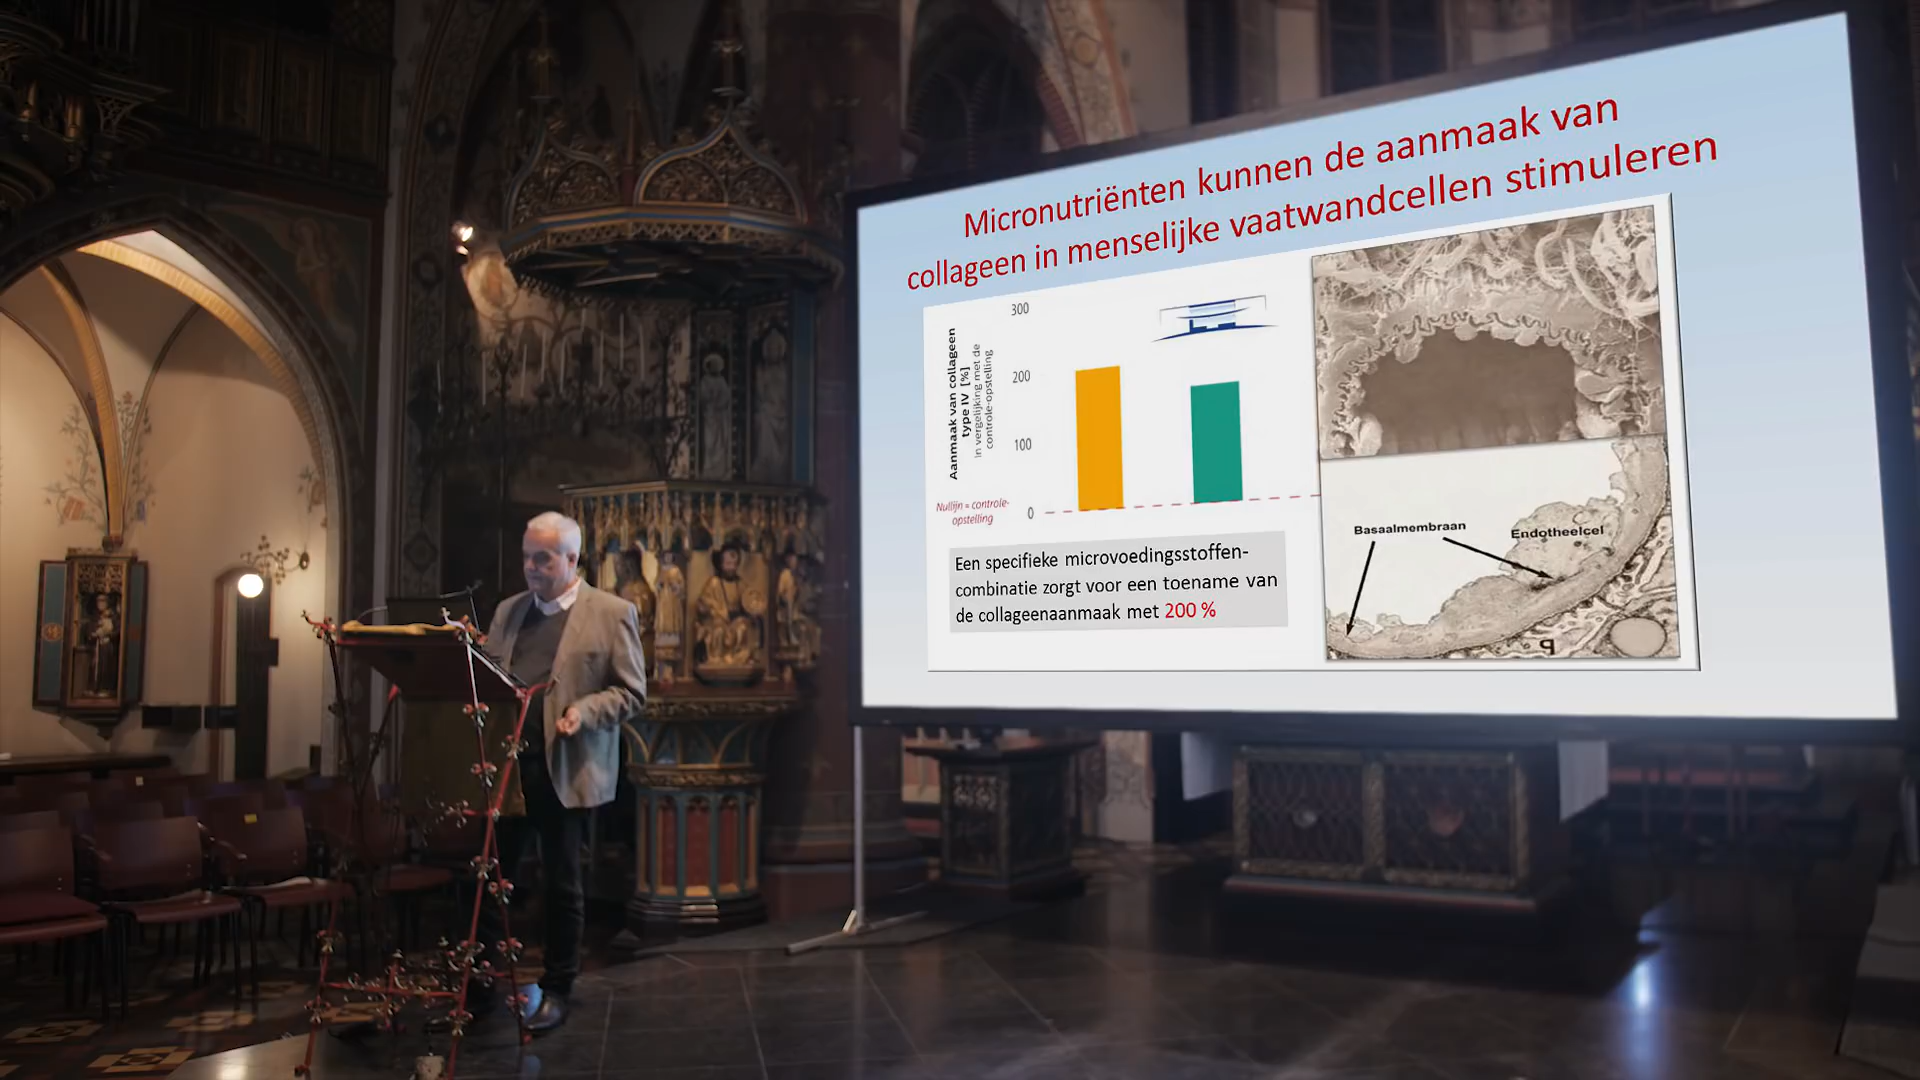 Micronutriënten kunnen de aanmaak van
collageen in menselijke vaatwandcellen stimuleren
Aanmaak van collageen
type IV [%]
In vergelijking met de
controle-opstelling
300
200
100
0
Nullijn = controle-
opstelling
Een specifieke microvoedingsstoffen-
combinatie zorgt voor een toename van
de collageenaanmaak met 200 %
Basaalmembraan
Endotheelcel
q